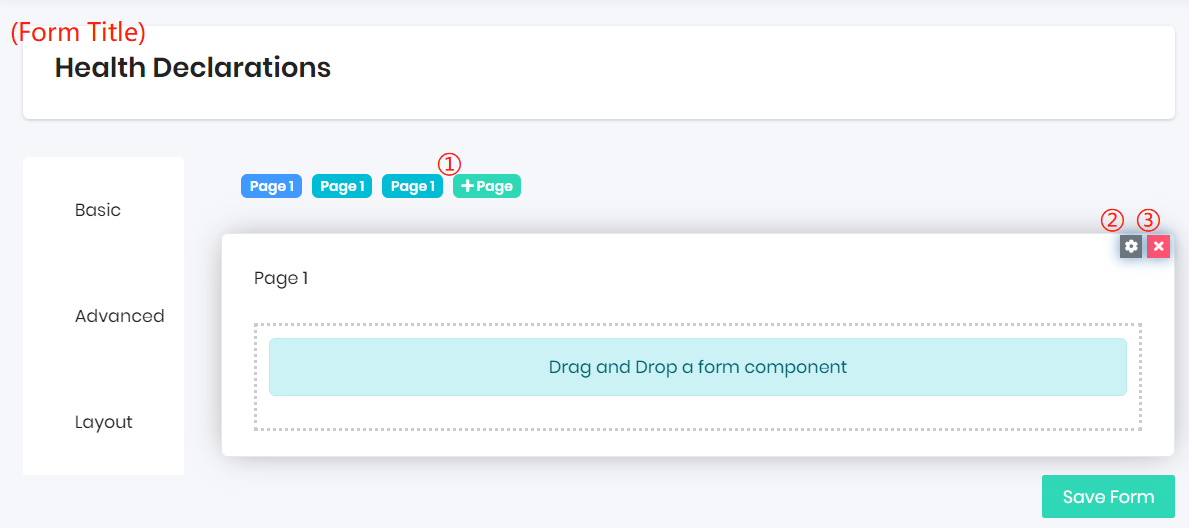 (Form Title)
Health Declarations
①
Page 1 Page 1 Page 1 +Page
Basic
② ③
Page 1
Advanced
Drag and Drop a form component
Layout
Save Form